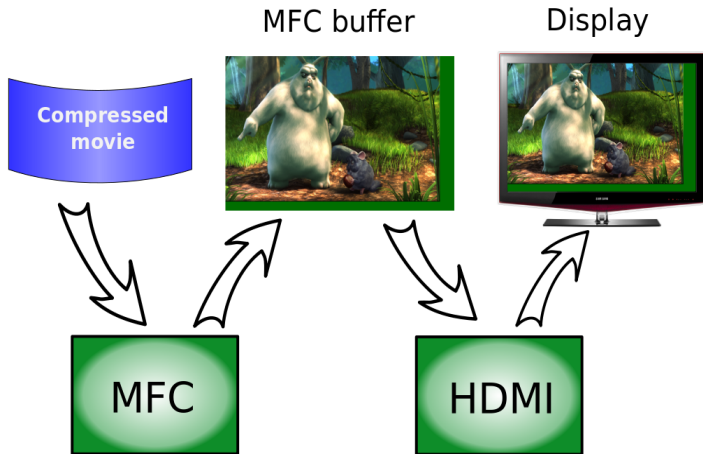 MFC buffer
Display
Compressed
movie
MFC
HDMI